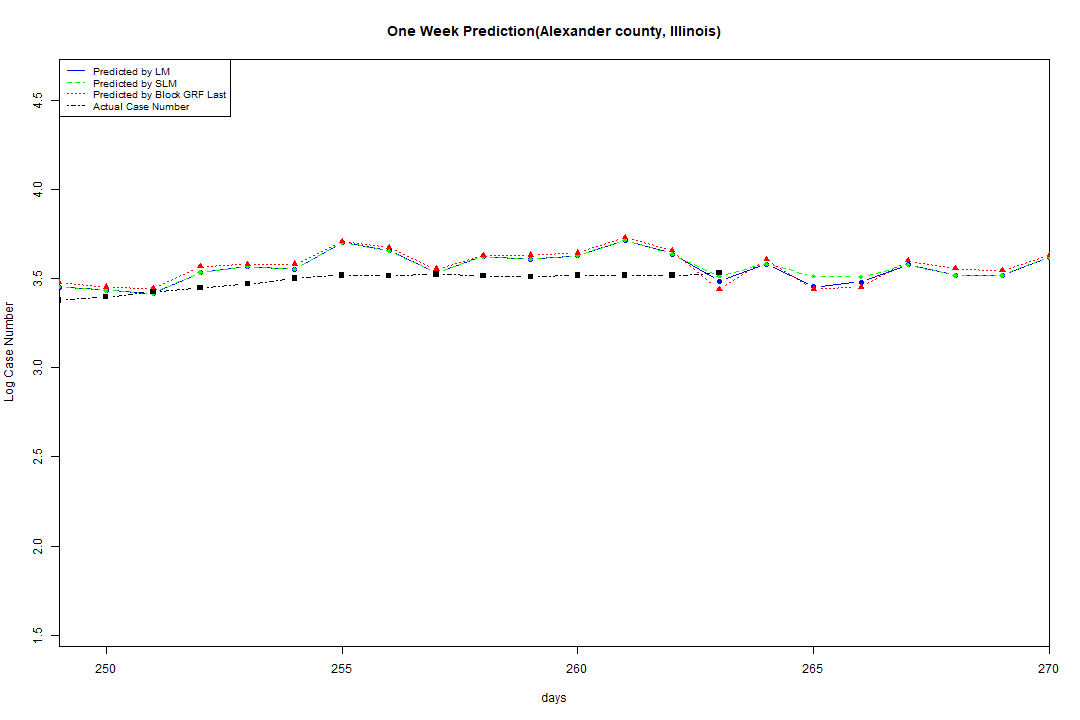 One Week Prediction(Alexander county, Illinois)
Predicted by LM
Predicted by SLM
Predicted by Block GRF Last
Actual Case Number
Log Case Number
4.5
4.0
3.5
3.0
2.5
2.0
1.5
250 255 260 265 270
days